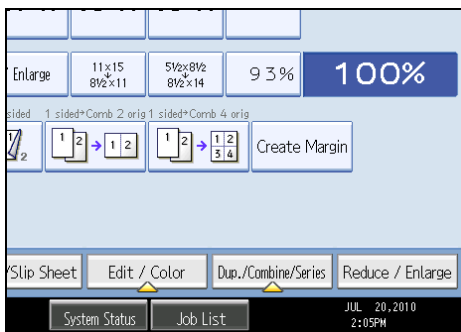 Enlarge
11×15
8½×11
5½×8½
8½×14
93%
100%
sided
1 sided→Comb 2 orig
1 sided→Comb 4 orig
1
2
1 2 → 1 2
1 2 → 1 2
3 4
Create Margin
/Slip Sheet
Edit / Color
Dup./Combine/Series
Reduce / Enlarge
System Status
Job List
JUL 20,2010
2:05PM